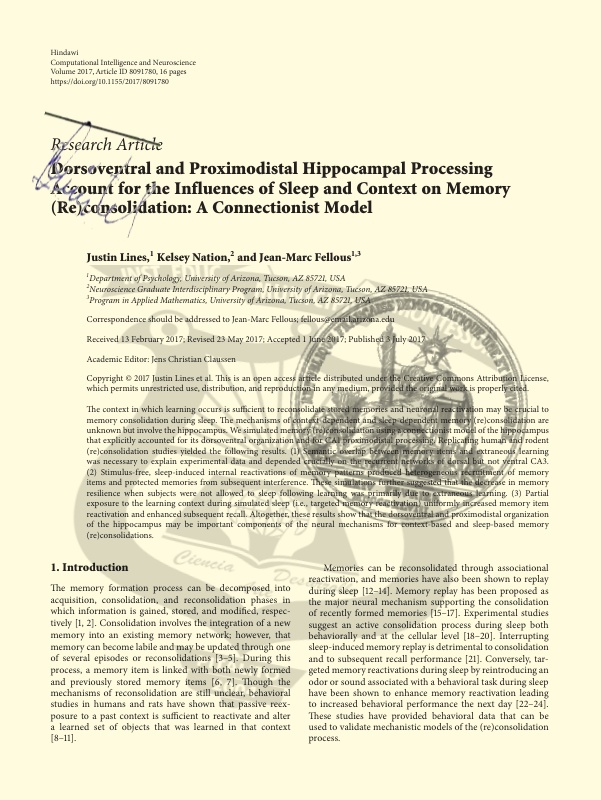 Hindawi
Computational Intelligence and Neuroscience
Volume 2017, Article ID 8091780, 16 pages
https://doi.org/10.1155/2017/8091780
Research Article
Dorsoventral and Proximodistal Hippocampal Processing
Account for the Influences of Sleep and Context on Memory
(Re)consolidation: A Connectionist Model
Justin Lines,1 Kelsey Nation,2 and Jean-Marc Fellous1,3
1Department of Psychology, University of Arizona, Tucson, AZ 85721, USA
2Neuroscience Graduate Interdisciplinary Program, University of Arizona, Tucson, AZ 85721, USA
3Program in Applied Mathematics, University of Arizona, Tucson, AZ 85721, USA
Correspondence should be addressed to Jean-Marc Fellous; fellous@email.arizona.edu
Received 13 February 2017; Revised 23 May 2017; Accepted 1 June 2017; Published 3 July 2017
Academic Editor: Jens Christian Claussen
Copyright © 2017 Justin Lines et al. This is an open access article distributed under the Creative Commons Attribution License,
which permits unrestricted use, distribution, and reproduction in any medium, provided the original work is properly cited.
The context in which learning occurs is sufficient to reconsolidate stored memories and neuronal reactivation may be crucial to
memory consolidation during sleep. The mechanisms of context-dependent and sleep-dependent memory (re)consolidation are
unknown but involve the hippocampus. We simulated memory (re)consolidation using a connectionist model of the hippocampus
that explicitly accounted for its dorsoventral organization and for CA1 proximodistal processing. Replicating human and rodent
(re)consolidation studies yielded the following results. (1) Semantic overlap between memory items and extraneous learning
was necessary to explain experimental data and depended crucially on the recurrent networks of dorsal but not ventral CA3.
(2) Stimulus-free, sleep-induced internal reactivations of memory patterns produced heterogeneous recruitment of memory
items and protected memories from subsequent interference. These simulations further suggested that the decrease in memory
resilience when subjects were not allowed to sleep following learning was primarily due to extraneous learning. (3) Partial
exposure to the learning context during simulated sleep (i.e., targeted memory reactivation) uniformly increased memory item
reactivation and enhanced subsequent recall. Altogether, these results show that the dorsoventral and proximodistal organization
of the hippocampus may be important components of the neural mechanisms for context-based and sleep-based memory
(re)consolidations.
1. Introduction
The memory formation process can be decomposed into
acquisition, consolidation, and reconsolidation phases in
which information is gained, stored, and modified, respec-
tively [1, 2]. Consolidation involves the integration of a new
memory into an existing memory network; however, that
memory can become labile and may be updated through one
of several episodes or reconsolidations [3–5]. During this
process, a memory item is linked with both newly formed
and previously stored memory items [6, 7]. Though the
mechanisms of reconsolidation are still unclear, behavioral
studies in humans and rats have shown that passive reex-
posure to a past context is sufficient to reactivate and alter
a learned set of objects that was learned in that context
[8–11].
Memories can be reconsolidated through associational
reactivation, and memories have also been shown to replay
during sleep [12–14]. Memory replay has been proposed as
the major neural mechanism supporting the consolidation
of recently formed memories [15–17]. Experimental studies
suggest an active consolidation process during sleep both
behaviorally and at the cellular level [18–20]. Interrupting
sleep-induced memory replay is detrimental to consolidation
and to subsequent recall performance [21]. Conversely, tar-
geted memory reactivations during sleep by reintroducing an
odor or sound associated with a behavioral task during sleep
have been shown to enhance memory reactivation leading
to increased behavioral performance the next day [22–24].
These studies have provided behavioral data that can be
used to validate mechanistic models of the (re)consolidation
process.
Ciencia